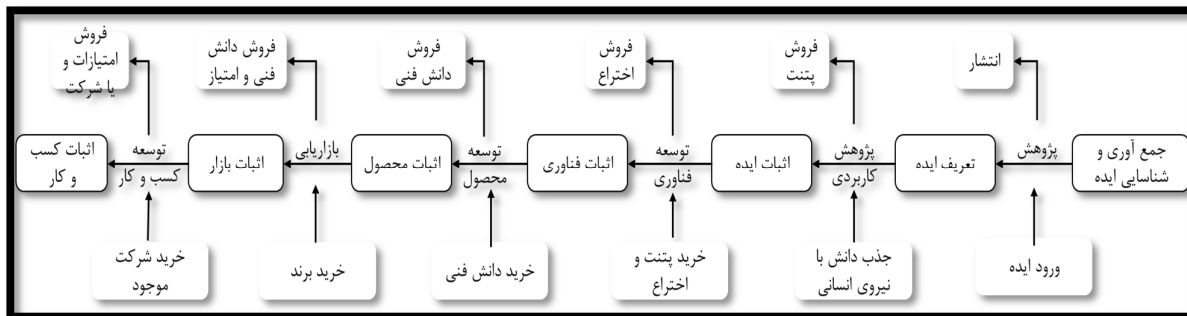 انتشار
فروش
پتنت
فروش
اختراع
فروش
دانش فنی
فروش دانش
فنی و امتیاز
فروش
امتیازات و
یا شرکت
جمع آوری و
شناسایی ایده
پژوهش
تعریف ایده
پژوهش
کاربردی
اثبات ایده
توسعه
فناوری
اثبات فناوری
توسعه
محصول
اثبات محصول
بازاریابی
اثبات بازار
توسعه
کسب و کار
اثبات کسب
و کار
ورود ایده
جذب دانش با
نیروی انسانی
خرید پتنت و
اختراع
خرید دانش فنی
خرید برند
خرید شرکت
موجود